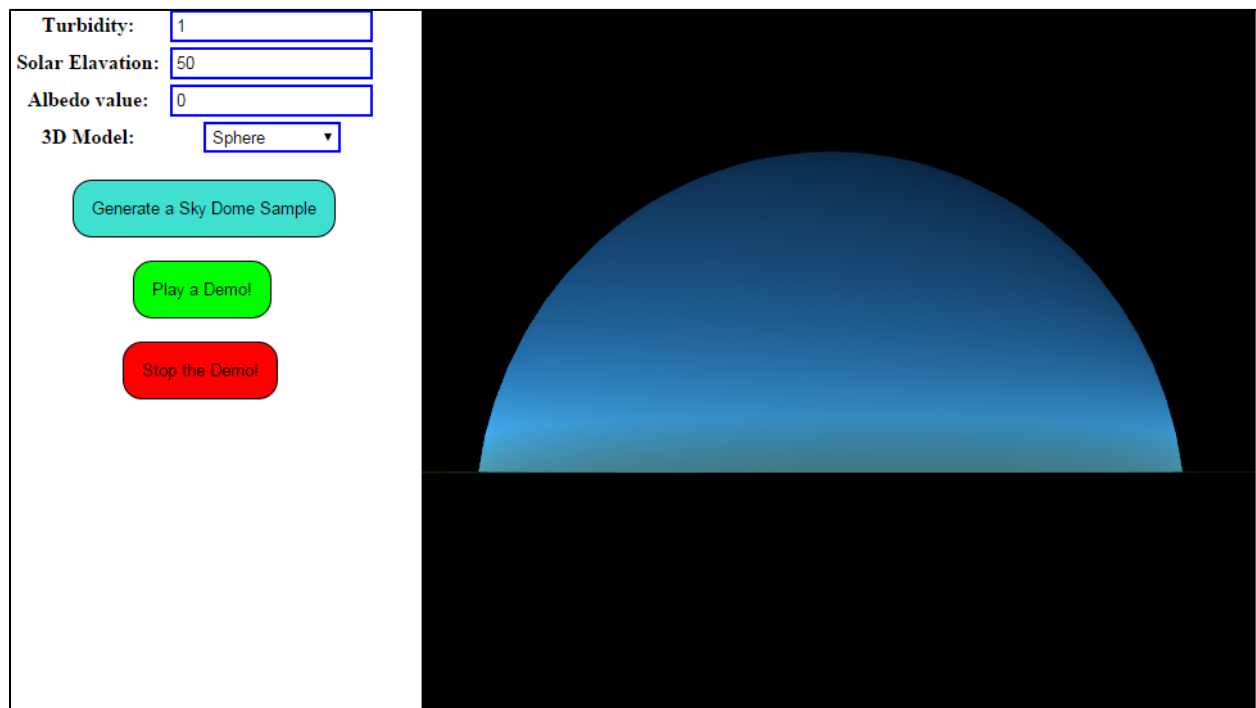 Turbidity: 1
Solar Elavation: 50
Albedo value: 0
3D Model: Sphere
Generate a Sky Dome Sample
Play a Demo!
Stop the Demo!